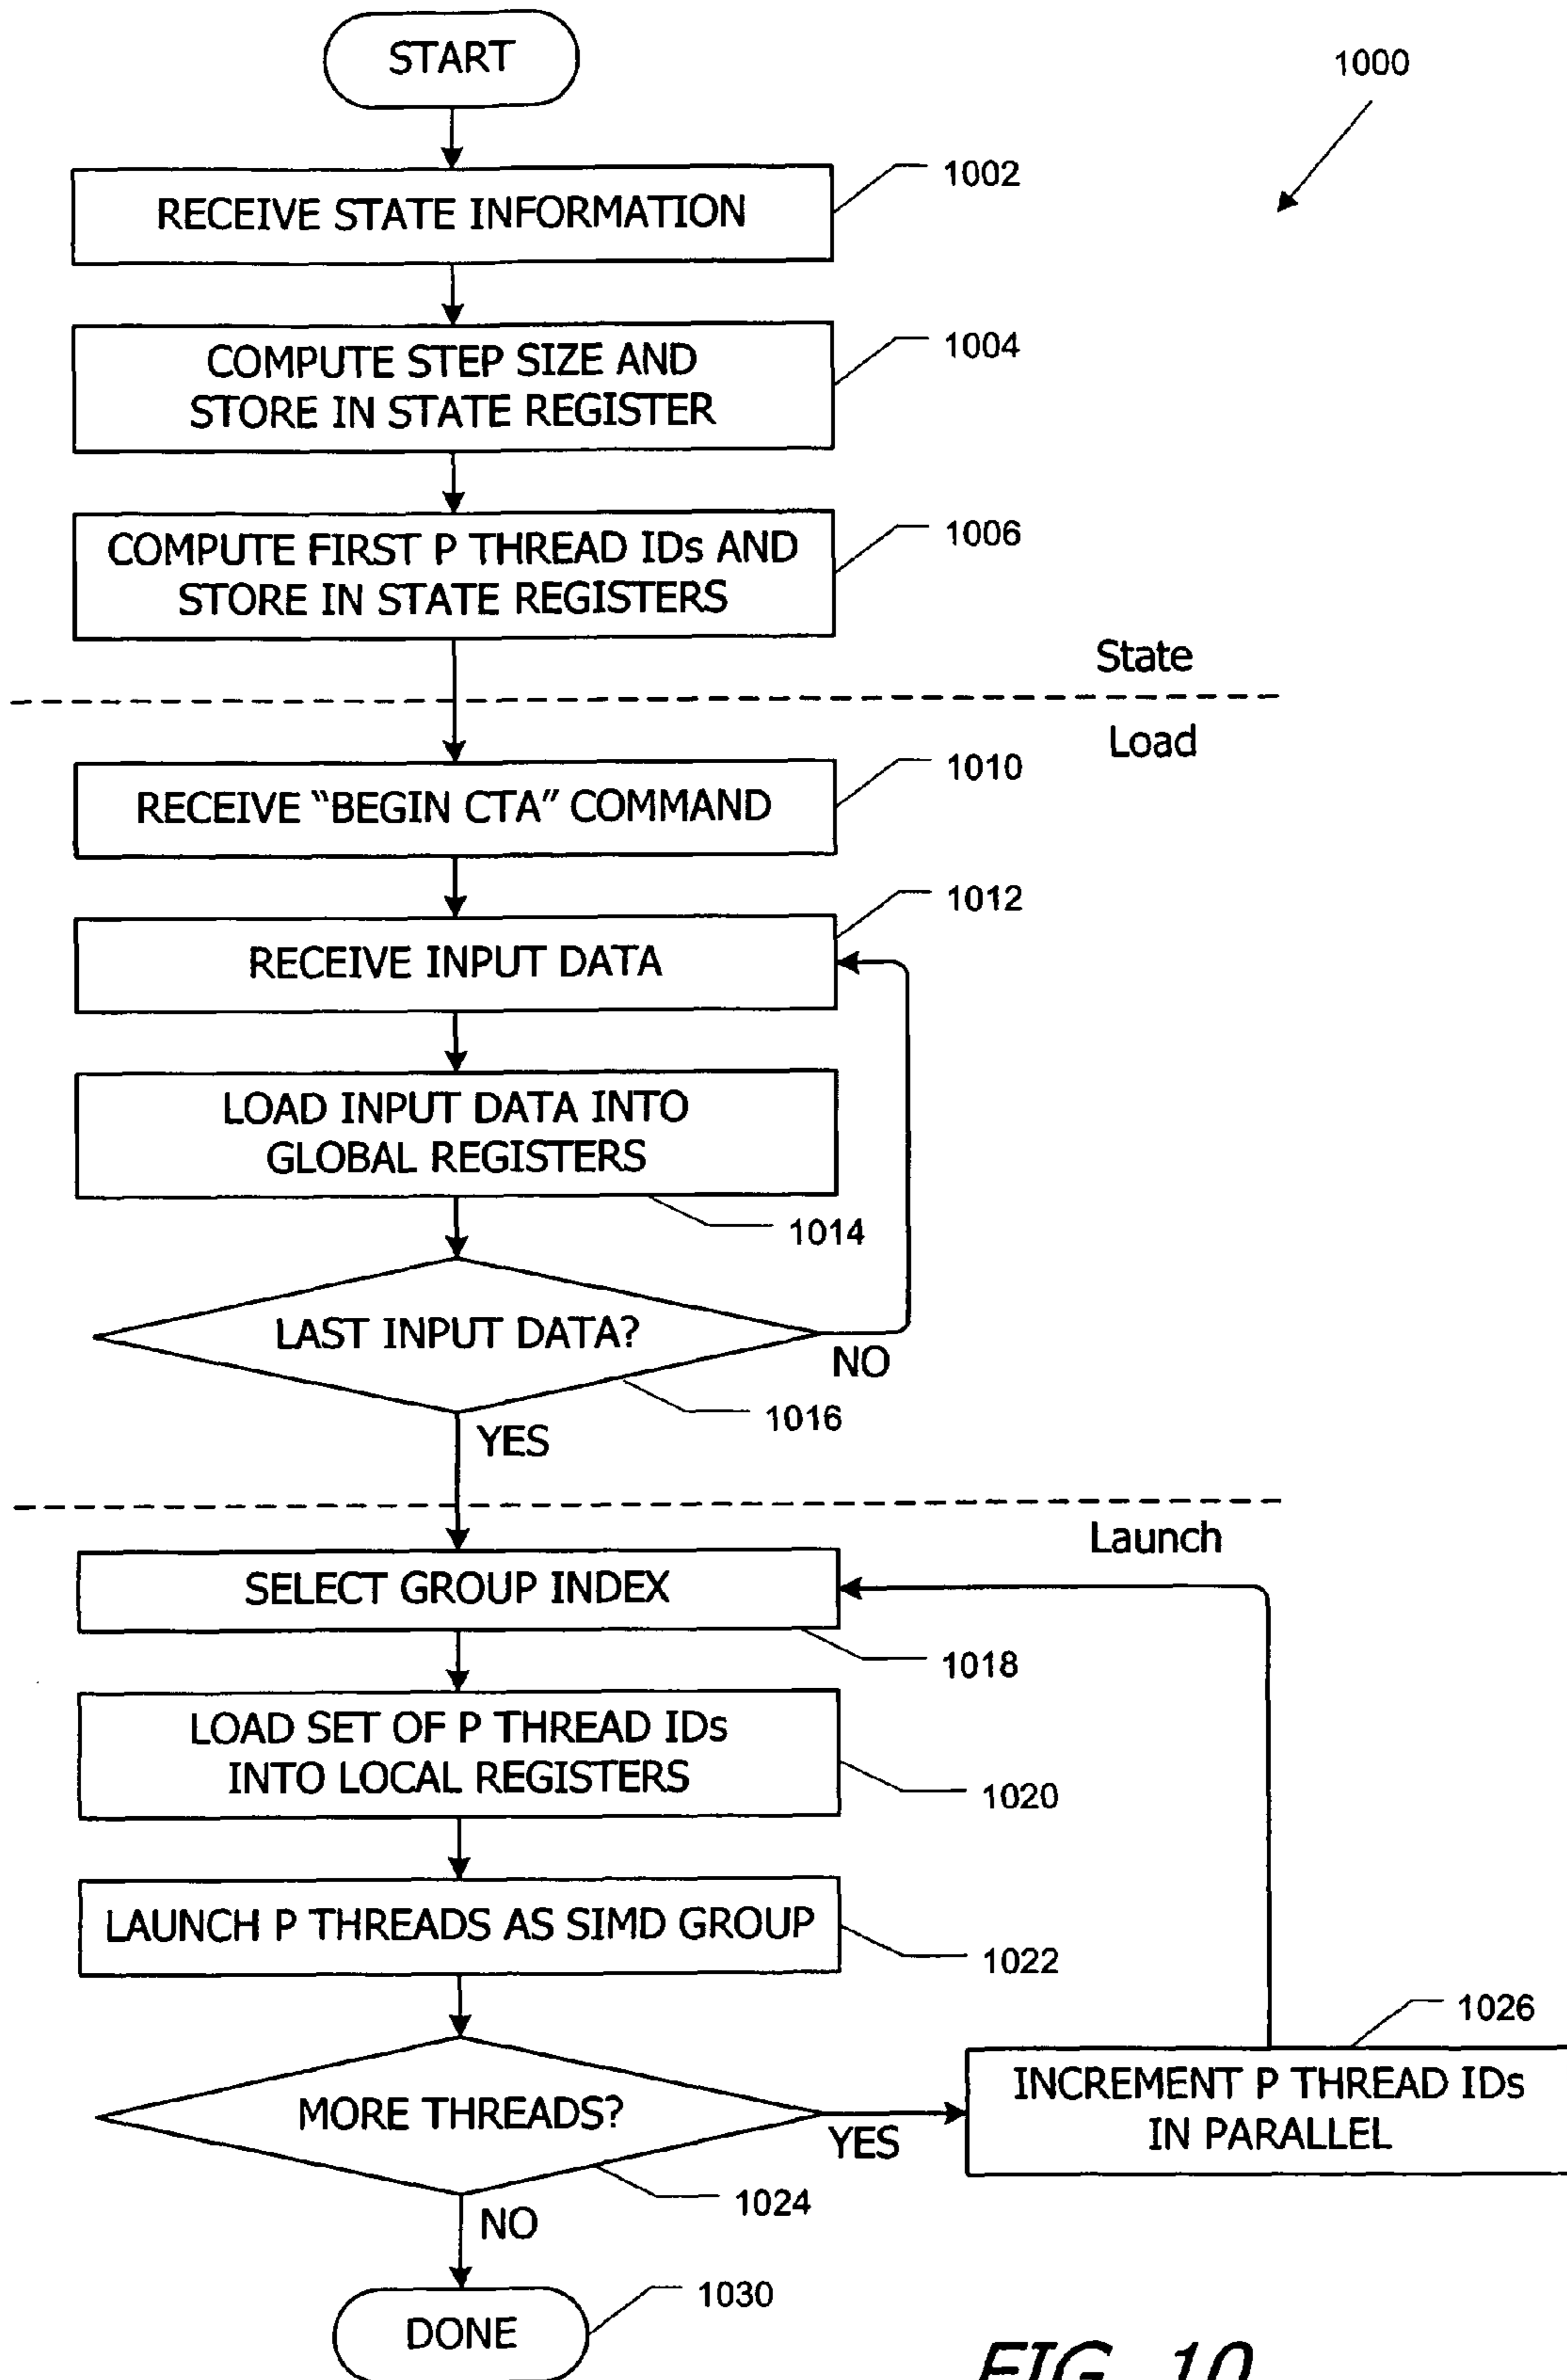 START
1000
1002
RECEIVE STATE INFORMATION
1004
COMPUTE STEP SIZE AND
STORE IN STATE REGISTER
1006
COMPUTE FIRST P THREAD IDs AND
STORE IN STATE REGISTERS
State
Load
1010
RECEIVE “BEGIN CTA” COMMAND
1012
RECEIVE INPUT DATA
LOAD INPUT DATA INTO
GLOBAL REGISTERS
1014
LAST INPUT DATA?
NO
1016
YES
Launch
SELECT GROUP INDEX
1018
LOAD SET OF P THREAD IDs
INTO LOCAL REGISTERS
1020
LAUNCH P THREADS AS SIMD GROUP
1022
1026
INCREMENT P THREAD IDs
IN PARALLEL
MORE THREADS?
YES
1024
NO
1030
DONE
FIG. 10